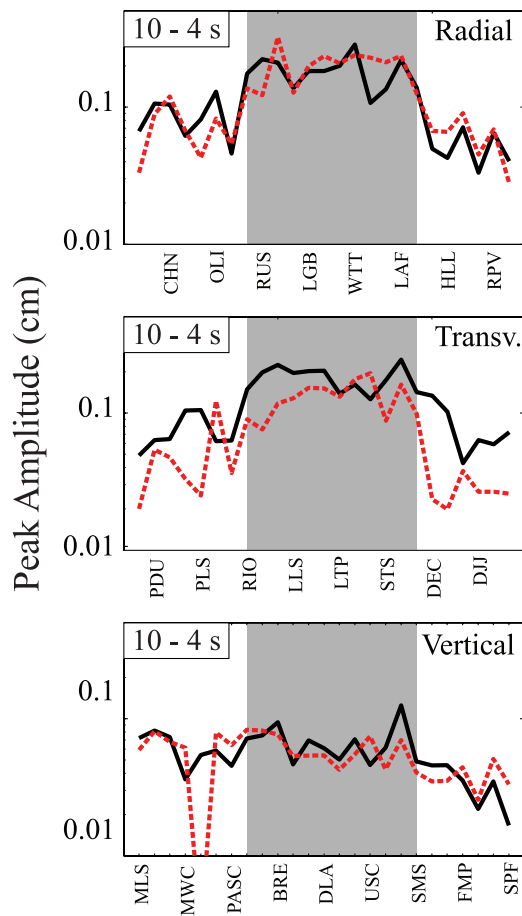 10 - 4 s
Radial
0.1
0.01
CHN
OLI
RUS
LGB
WTT
LAF
HLL
RPV
Peak Amplitude (cm)
10 - 4 s
Transv.
0.1
0.01
PDU
PLS
RIO
LLS
LTP
STS
DEC
DJJ
10 - 4 s
Vertical
0.1
0.01
MLS
MWC
PASC
BRE
DLA
USC
SMS
FMP
SPF